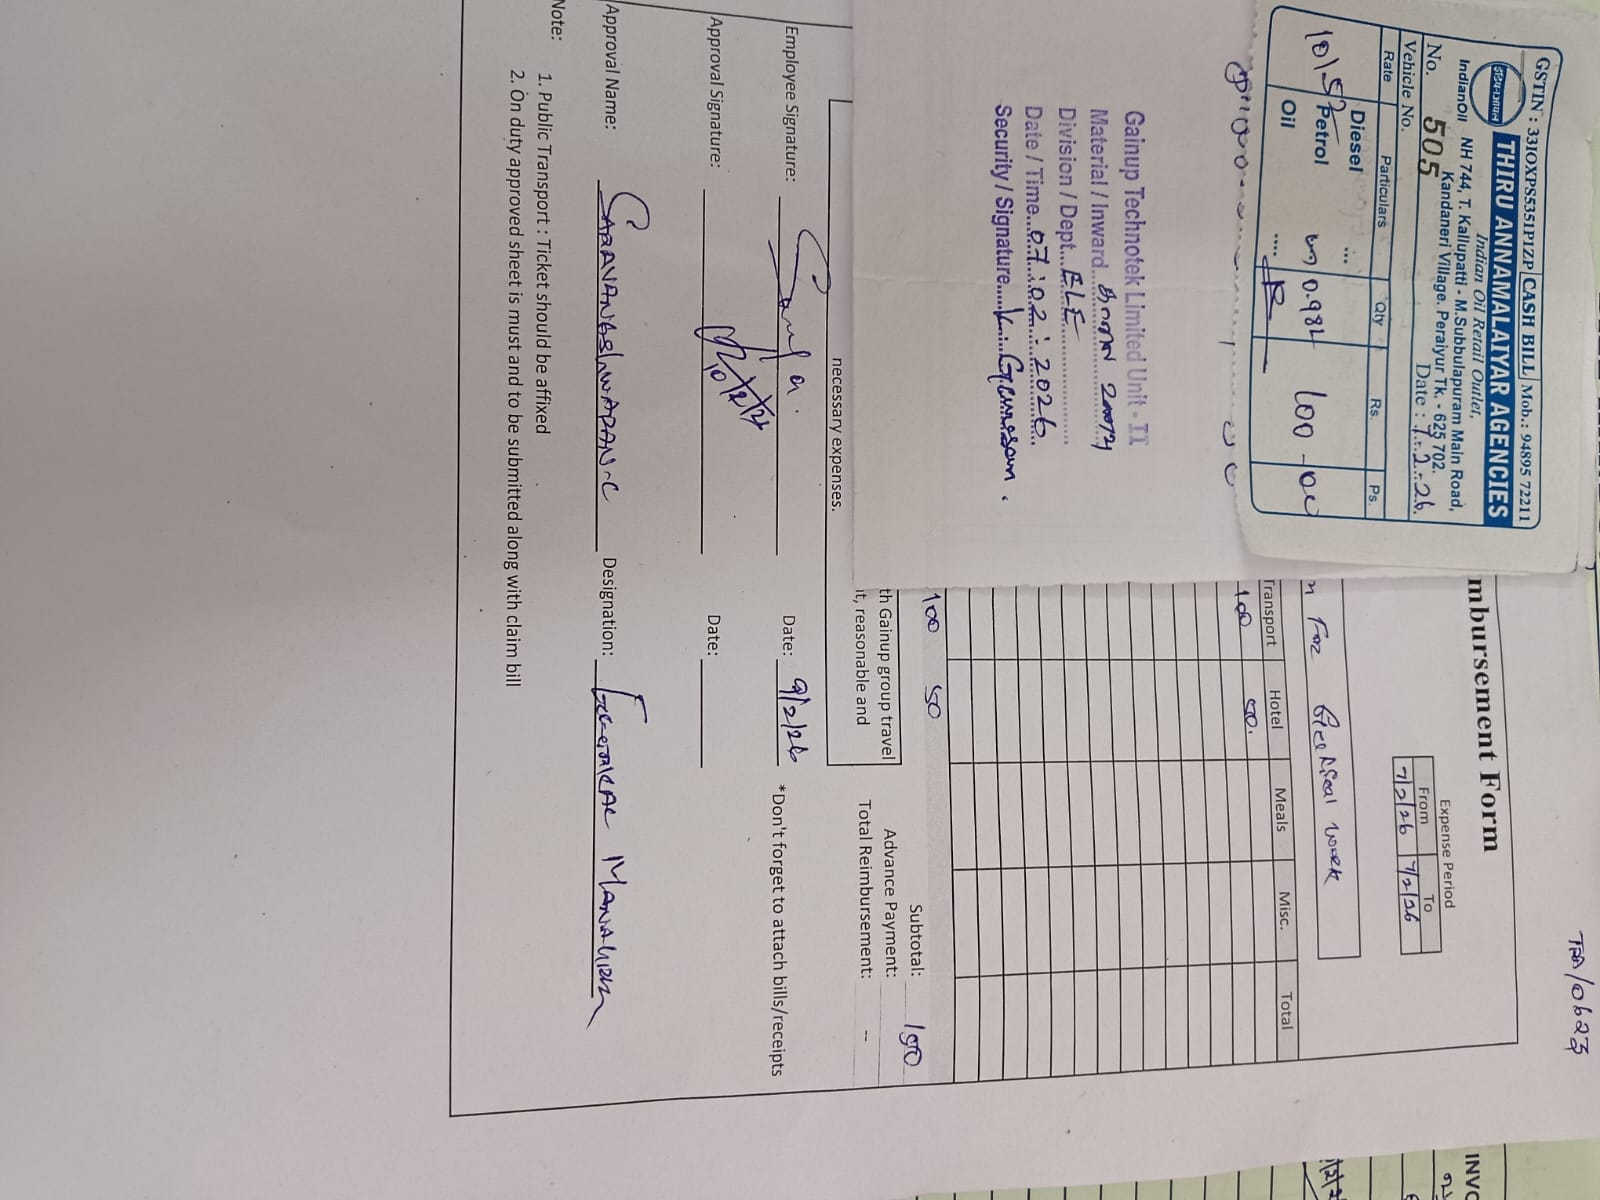 TRA/0623
GSTIN : 33IOXPS5351P1ZP CASH BILL Mob.: 94895 72211
THIRU ANNAMALAIYAR AGENCIES
Indian Oil Retail Outlet.
IndianOil NH 744, T. Kallupatti - M.Subbulapuram Main Road,
Kandaneri Village. Peraiyur Tk. - 625 702.
No. 505 Date : 7.2.26.
Vehicle No.
Rate Particulars Qty Rs. Ps.
Diesel ...
Petrol 0.98L 100
Oil ....
Gainup Technotek Limited Unit - II
Material / Inward
Division / Dept. ELE
Date / Time 07:02:2026
Security / Signature
mbursement Form
Expense Period
From To
7/2/26 7/2/26
For work
Transport Hotel Meals Misc. Total
100 50.
100 50
Subtotal: 150
th Gainup group travel
Advance Payment:
it, reasonable and
Total Reimbursement: --
necessary expenses.
Employee Signature: Date: 9/2/26 *Don't forget to attach bills/receipts
Approval Signature: Date:
Approval Name: Designation:
Note:
1. Public Transport : Ticket should be affixed
2. On duty approved sheet is must and to be submitted along with claim bill
INVO